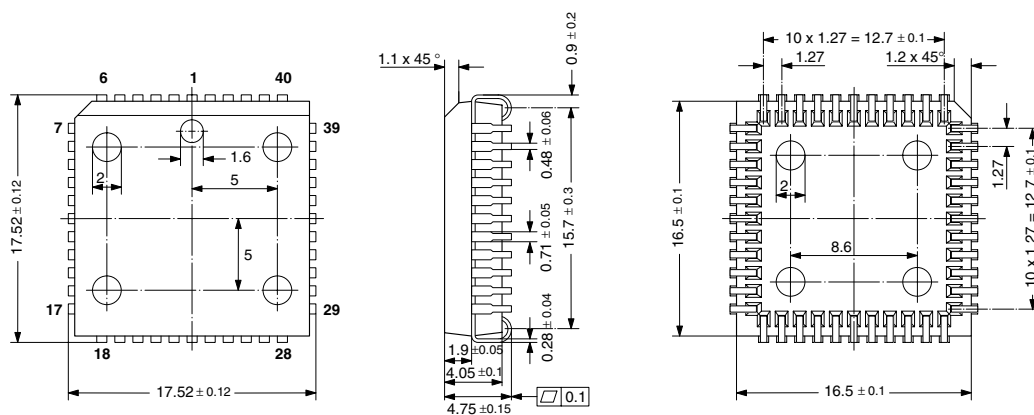 6
1
40
7
39
1.6
2
5
5
17.52 ± 0.12
17
29
18
28
17.52 ± 0.12
1.1 x 45 °
0.9 ± 0.2
0.48 ± 0.06
15.7 ± 0.3
0.71 ± 0.05
0.28 ± 0.04
1.9 ±0.05
4.05 ±0.1
4.75 ±0.15
0.1
10 x 1.27 = 12.7 ± 0.1
1.27
1.2 x 45°
2
1.27
16.5 ± 0.1
8.6
10 x 1.27 = 12.7 ± 0.1
16.5 ± 0.1